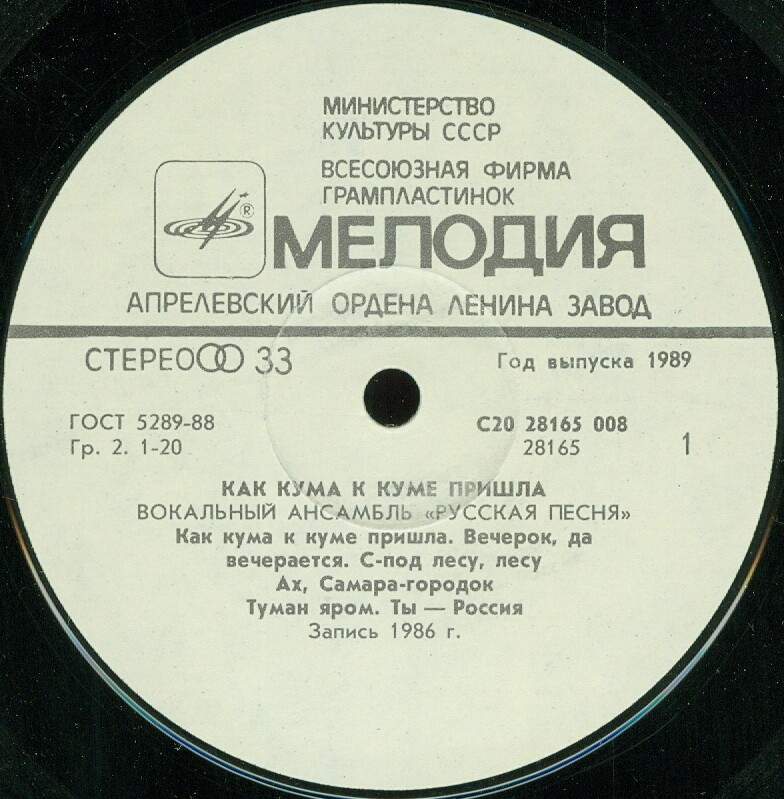 МИНИСТЕРСТВО
КУЛЬТУРЫ СССР
ВСЕСОЮЗНАЯ ФИРМА
ГРАМПЛАСТИНОК
®
МЕЛОДИЯ
АПРЕЛЕВСКИЙ ОРДЕНА ЛЕНИНА ЗАВОД
СТЕРЕО 33
Год выпуска 1989
ГОСТ 5289-88
Гр. 2. 1-20
С20 28165 008
28165
1
КАК КУМА К КУМЕ ПРИШЛА
ВОКАЛЬНЫЙ АНСАМБЛЬ «РУССКАЯ ПЕСНЯ»
Как кума к куме пришла. Вечерок, да
вечерается. С-под лесу, лесу
Ах, Самара-городок
Туман яром. Ты — Россия
Запись 1986 г.